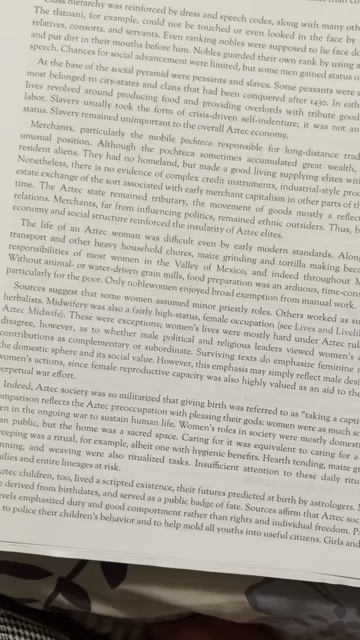 Class hierarchy was reinforced by dress and speech codes, along with many oth
The tlatoani, for example, could not be touched or even looked in the face by
relatives, consorts, and servants. Even ranking nobles were supposed to lie face do
and put dirt in their mouths before him. Nobles guarded their own rank by using a
speech. Chances for social advancement were limited, but some men gained status o
At the base of the social pyramid were peasants and slaves. Some peasants were e
most belonged to city-states and clans that had been conquered after 1430. In eith
lives revolved around producing food and providing overlords with tribute good
labor. Slavery usually took the form of crisis-driven self-indenture; it was not an
status. Slavery remained unimportant to the overall Aztec economy.
Merchants, particularly the mobile pochteca responsible for long-distance trad
unusual position. Although the pochteca sometimes accumulated great wealth,
resident aliens. They had no homeland, but made a good living supplying elites with
Nonetheless, there is no evidence of complex credit instruments, industrial-style pro
estate exchange of the sort associated with early merchant capitalism in other parts of th
time. The Aztec state remained tributary, the movement of goods mostly a reflec
relations. Merchants, far from influencing politics, remained ethnic outsiders. Thus, b
economy and social structure reinforced the insularity of Aztec elites.
The life of an Aztec woman was difficult even by early modern standards. Along
transport and other heavy household chores, maize grinding and tortilla making beca
responsibilities of most women in the Valley of Mexico, and indeed throughout M
Without animal- or water-driven grain mills, food preparation was an arduous, time-cons
particularly for the poor. Only noblewomen enjoyed broad exemption from manual work.
Sources suggest that some women assumed minor priestly roles. Others worked as su
herbalists. Midwifery was also a fairly high-status, female occupation (see Lives and Livelih
Aztec Midwife). These were exceptions; women's lives were mostly hard under Aztec rul
disagree, however, as to whether male political and religious leaders viewed women's
contributions as complementary or subordinate. Surviving texts do emphasize feminine
the domestic sphere and its social value. However, this emphasis may simply reflect male desi
women's actions, since female reproductive capacity was also highly valued as an aid to the
perpetual war effort.
Indeed, Aztec society was so militarized that giving birth was referred to as "taking a capti
omparison reflects the Aztec preoccupation with pleasing their gods: women were as much so
en in the ongoing war to sustain human life. Women's roles in society were mostly domesti
an public, but the home was a sacred space. Caring for it was equivalent to caring for a
eeping was a ritual, for example, albeit one with hygienic benefits. Hearth tending, maize gr
nning, and weaving were also ritualized tasks. Insufficient attention to these daily ritu
ilies and entire lineages at risk.
ztec children, too, lived a scripted existence, their futures predicted at birth by astrologers.
e derived from birthdates, and served as a public badge of fate. Sources affirm that Aztec soc
evels emphasized duty and good comportment rather than rights and individual freedom. Pa
to police their children's behavior and to help mold all youths into useful citizens. Girls and